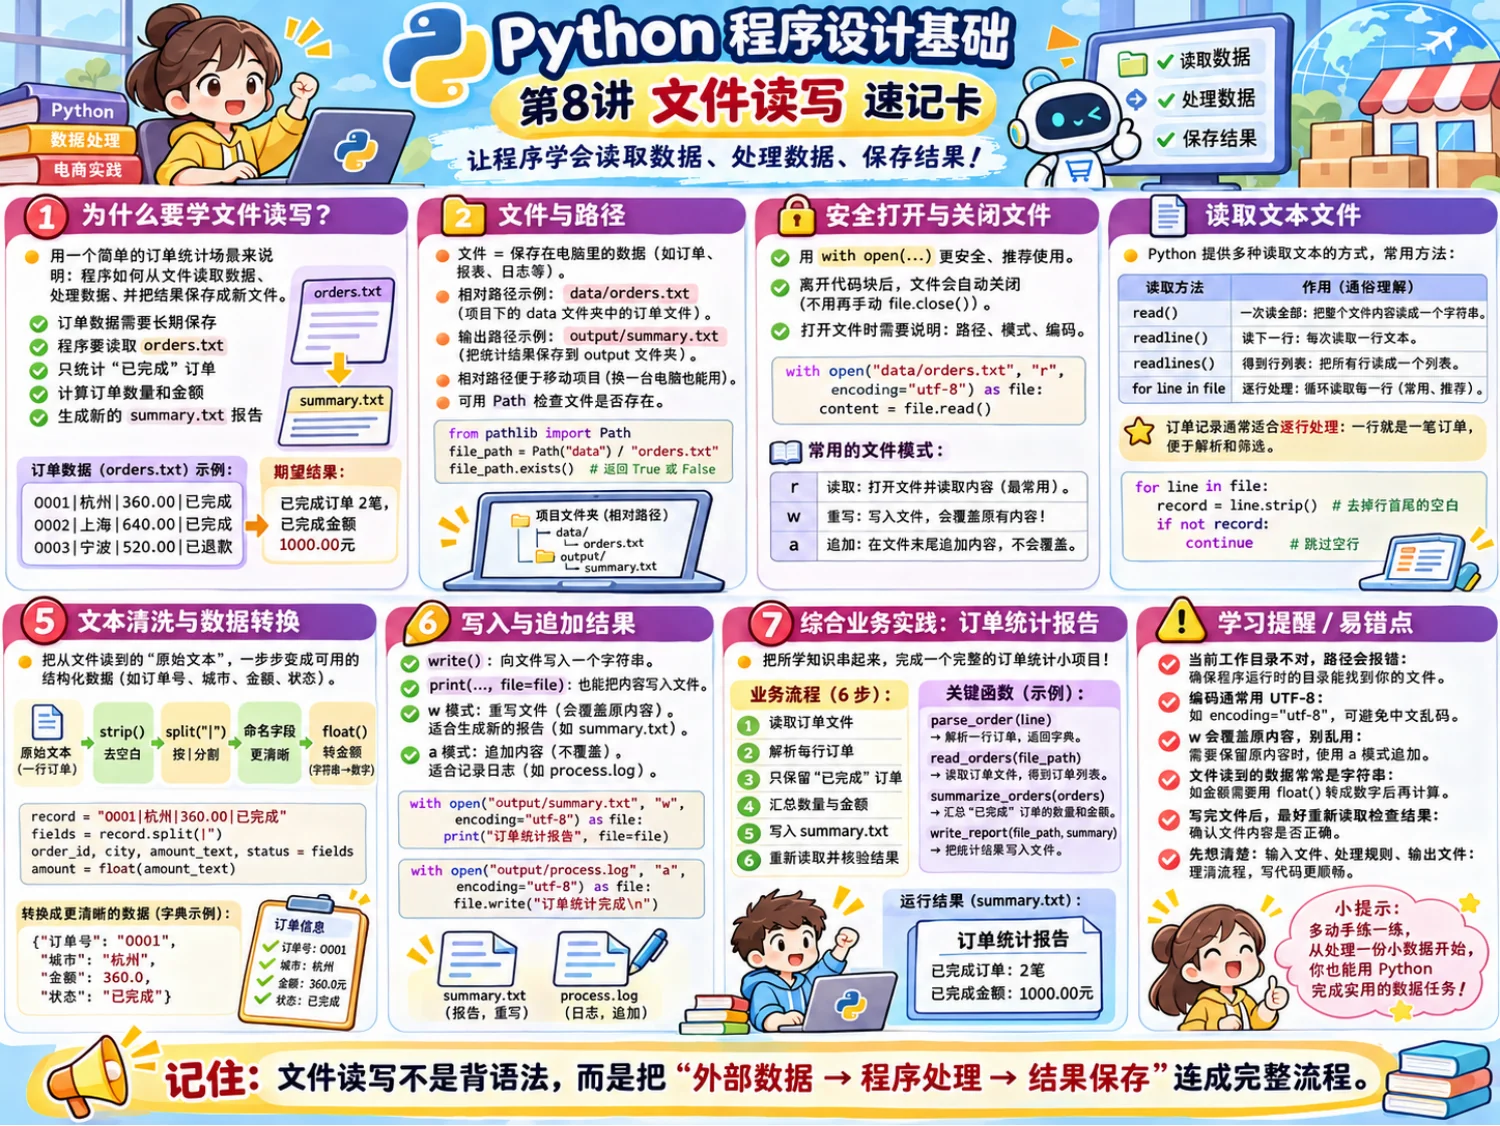 Python 程序设计基础
第8讲 文件读写 速记卡
让程序学会读取数据、处理数据、保存结果！
Python
数据处理
电商实践
读取数据
处理数据
保存结果
1 为什么要学文件读写？
用一个简单的订单统计场景来说
明：程序如何从文件读取数据、
处理数据、并把结果保存成新文件。
订单数据需要长期保存
程序要读取 orders.txt
只统计“已完成”订单
计算订单数量和金额
生成新的 summary.txt 报告
orders.txt
summary.txt
订单数据（orders.txt）示例：
0001|杭州|360.00|已完成
0002|上海|640.00|已完成
0003|宁波|520.00|已退款
期望结果：
已完成订单 2笔，
已完成金额
1000.00元
2 文件与路径
文件 = 保存在电脑里的数据（如订单、
报表、日志等）。
相对路径示例： data/orders.txt
（项目下的 data 文件夹中的订单文件）。
输出路径示例： output/summary.txt
（把统计结果保存到 output 文件夹）。
相对路径便于移动项目（换一台电脑也能用）。
可用 Path 检查文件是否存在。
from pathlib import Path
file_path = Path("data") / "orders.txt"
file_path.exists() # 返回 True 或 False
项目文件夹（相对路径）
data/
orders.txt
output/
summary.txt
安全打开与关闭文件
用 with open(...) 更安全、推荐使用。
离开代码块后，文件会自动关闭
（不用再手动 file.close()）。
打开文件时需要说明：路径、模式、编码。
with open("data/orders.txt", "r",
encoding="utf-8") as file:
content = file.read()
常用的文件模式：
r 读取：打开文件并读取内容（最常用）。
w 重写：写入文件，会覆盖原有内容！
a 追加：在文件末尾追加内容，不会覆盖。
读取文本文件
Python 提供多种读取文本的方式，常用方法：
读取方法 作用（通俗理解）
read() 一次读全部：把整个文件内容读成一个字符串。
readline() 读下一行：每次读取一行文本。
readlines() 得到行列表：把所有行读成一个列表。
for line in file 逐行处理：循环读取每一行（常用、推荐）。
订单记录通常适合逐行处理：一行就是一笔订单，
便于解析和筛选。
for line in file:
record = line.strip() # 去掉行首尾的空白
if not record:
continue # 跳过空行
5 文本清洗与数据转换
把从文件读到的“原始文本”，一步步变成可用的
结构化数据（如订单号、城市、金额、状态）。
原始文本
（一行订单）
strip()
去空白
split("|")
按|分割
命名字段
更清晰
float()
转金额
(字符串→数字)
record = "0001|杭州|360.00|已完成"
fields = record.split(|")
order_id, city, amount_text, status = fields
amount = float(amount_text)
转换成更清晰的数据（字典示例）：
{"订单号": "0001",
"城市": "杭州",
"金额": 360.0,
"状态": "已完成"}
订单信息
订单号：0001
城市：杭州
金额：360.0元
状态：已完成
6 写入与追加结果
write()：向文件写入一个字符串。
print(..., file=file)：也能把内容写入文件。
w 模式：重写文件（会覆盖原内容）。
适合生成新的报告（如 summary.txt）。
a 模式：追加内容（不覆盖）。
适合记录日志（如 process.log）。
with open("output/summary.txt", "w",
encoding="utf-8") as file:
print("订单统计报告", file=file)
with open("output/process.log", "a",
encoding="utf-8") as file:
file.write("订单统计完成\n")
summary.txt
（报告，重写）
process.log
（日志，追加）
7 综合业务实践：订单统计报告
把所学知识串起来，完成一个完整的订单统计小项目！
业务流程（6 步）：
1 读取订单文件
2 解析每行订单
3 只保留“已完成”订单
4 汇总数量与金额
5 写入 summary.txt
6 重新读取并核验结果
关键函数（示例）：
parse_order(line)
→ 解析一行订单，返回字典。
read_orders(file_path)
→ 读取订单文件，得到订单列表。
summarize_orders(orders)
→ 汇总“已完成”订单的数量和金额。
write_report(file_path, summary)
→ 把统计结果写入文件。
运行结果（summary.txt）：
订单统计报告
已完成订单：2笔
已完成金额：1000.00元
! 学习提醒 / 易错点
当前工作目录不对，路径会报错：
确保程序运行时的目录能找到你的文件。
编码通常用 UTF-8：
如 encoding="utf-8"，可避免中文乱码。
w 会覆盖原内容，别乱用：
需要保留原内容时，使用 a 模式追加。
文件读到的数据常常是字符串：
如金额需要用 float() 转成数字后再计算。
写完文件后，最好重新读取检查结果：
确认文件内容是否正确。
先想清楚：输入文件、处理规则、输出文件：
理清流程，写代码更顺畅。
小提示：
多动手练一练，
从处理一份小数据开始，
你也能用 Python
完成实用的数据任务！
记住：文件读写不是背语法，而是把“外部数据 → 程序处理 → 结果保存”连成完整流程。